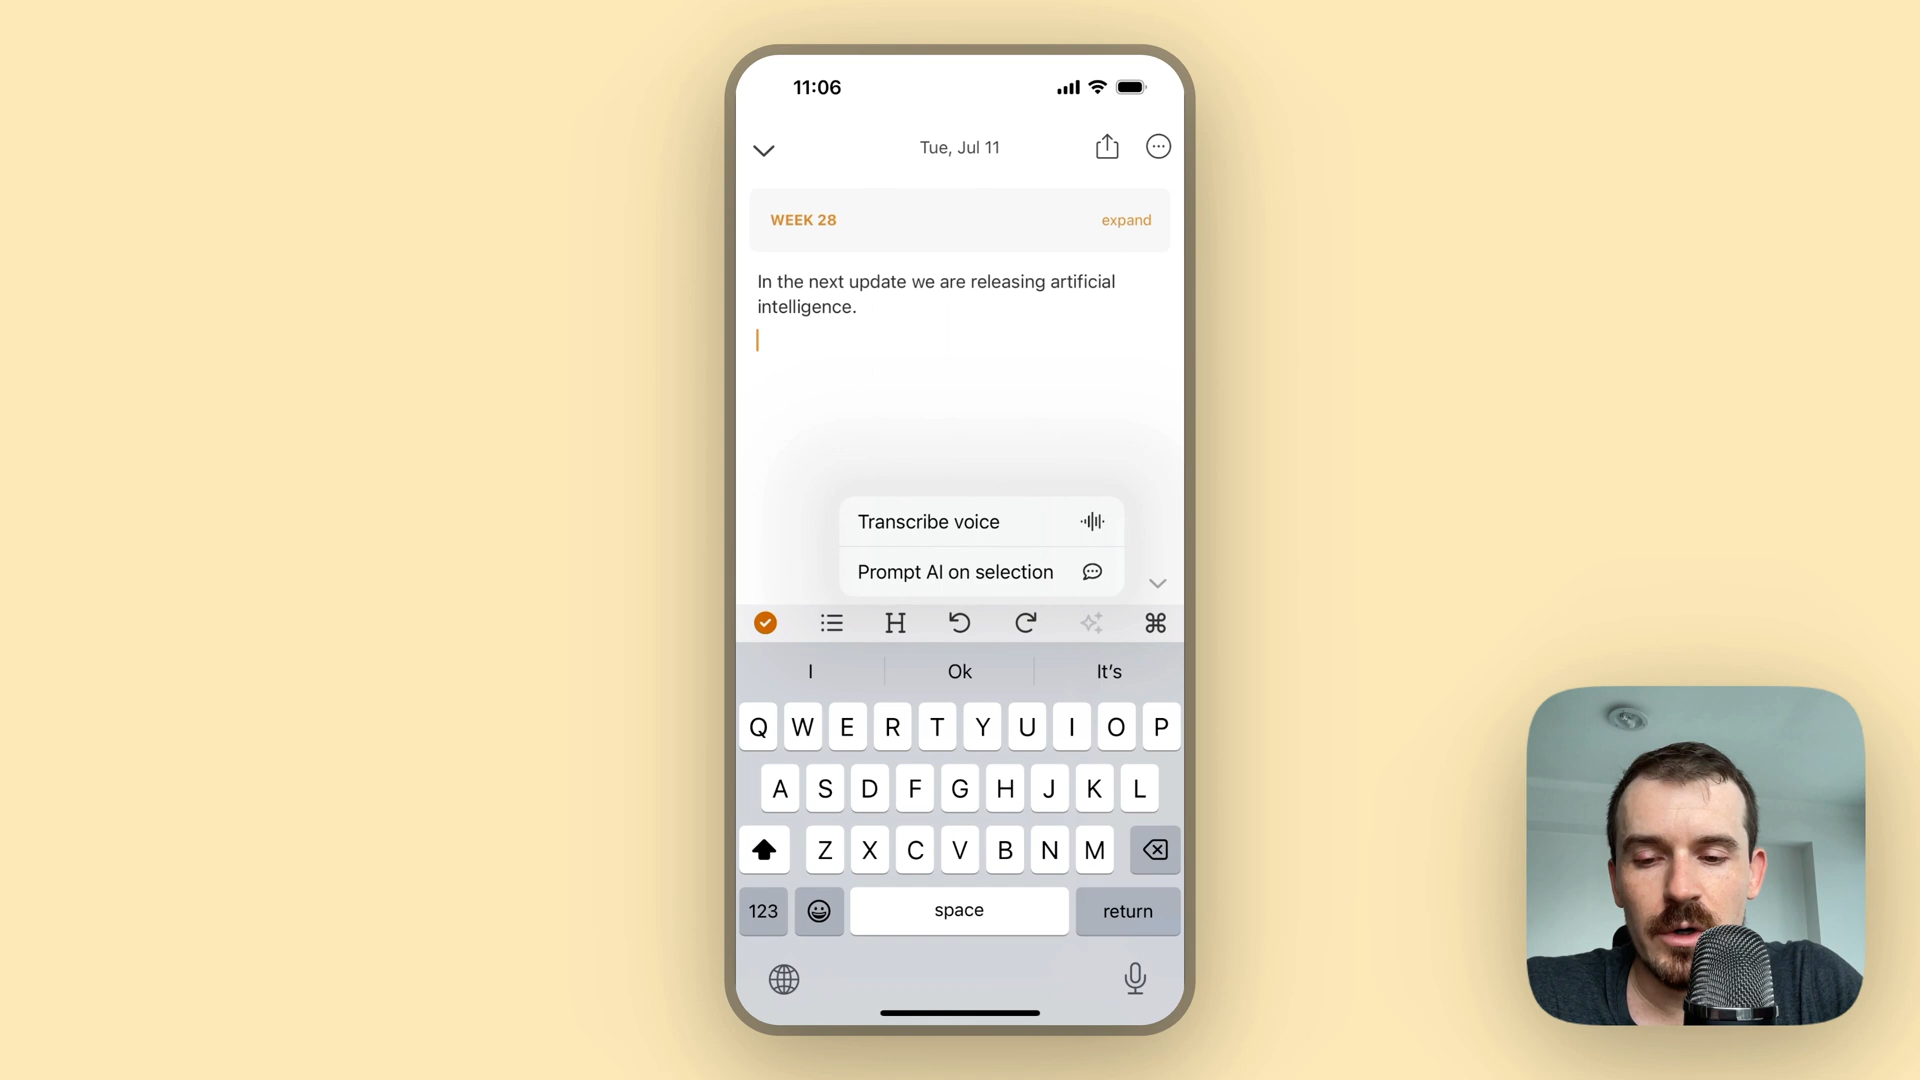 11:06
Tue, Jul 11
WEEK 28
expand
In the next update we are releasing artificial
intelligence.
Transcribe voice
Prompt AI on selection
H
I
Ok
It's
Q W E R T Y U I O P
A S D F G H J K L
Z X C V B N M
123
space
return